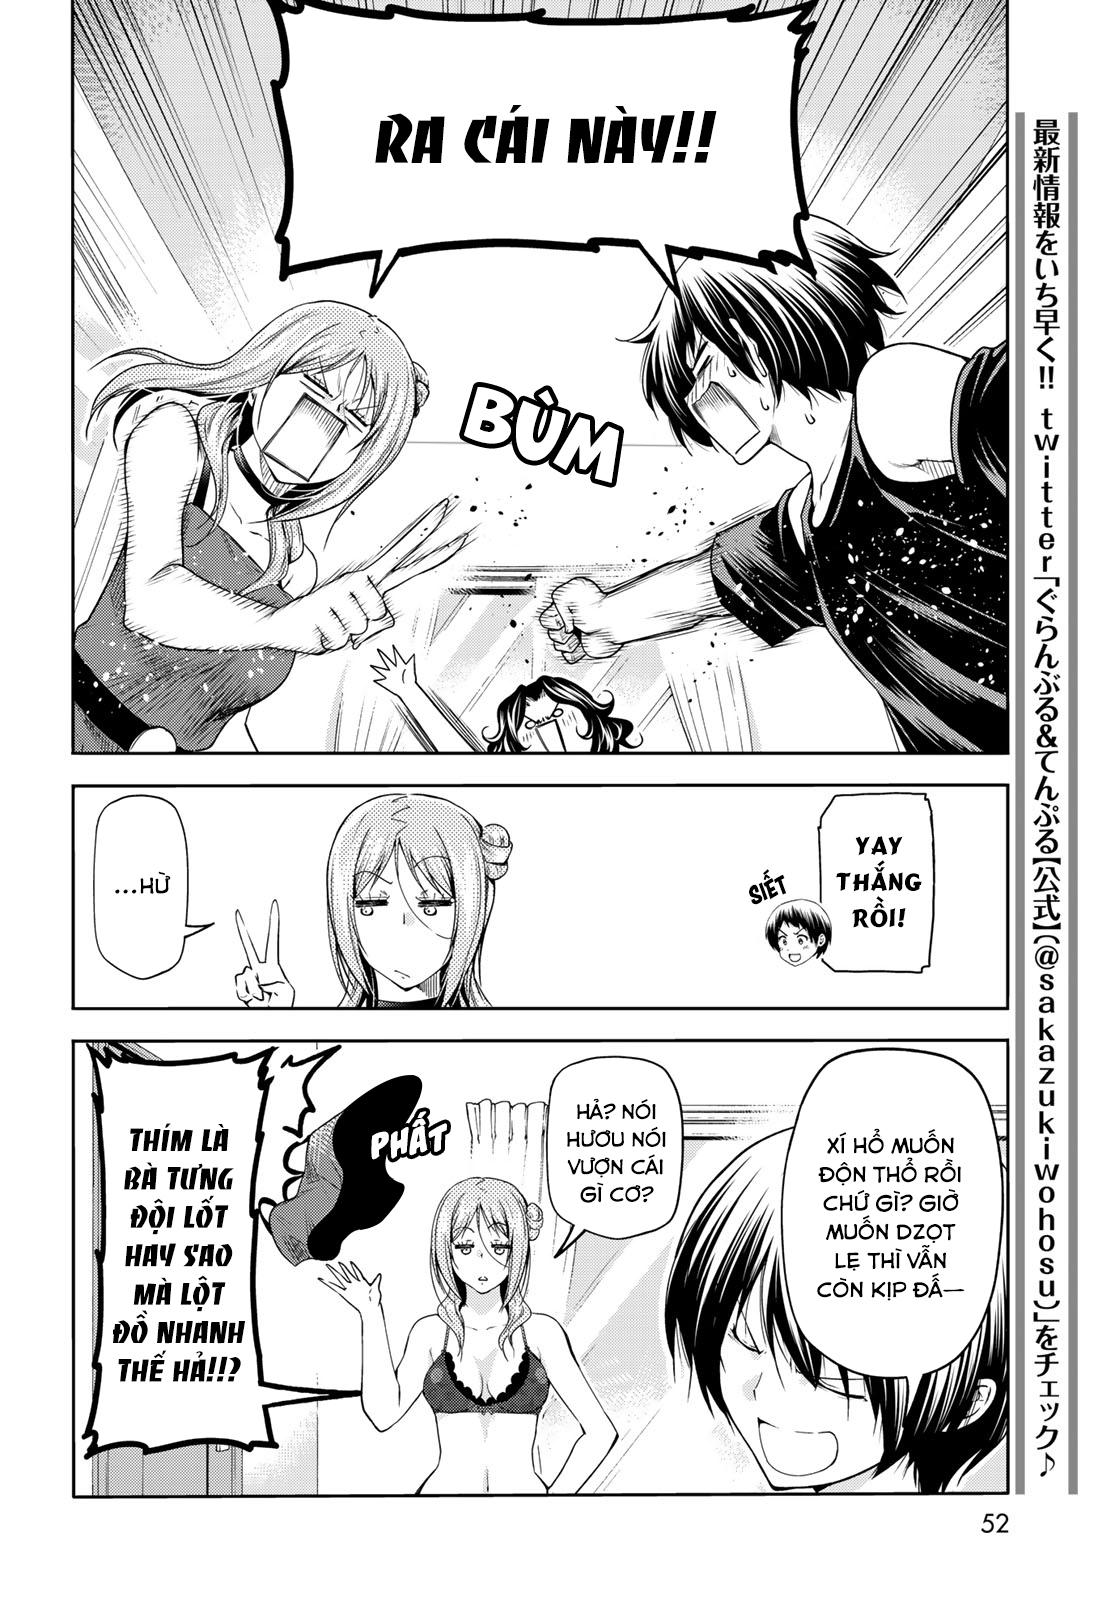 RA CÁI NÀY!!
BÙM
YAY
THẮNG
RỒI!
SIẾT
...HỪ
XÍ HỔ MUỐN
ĐỘN THỔ RỒI
CHỨ GÌ? GIỜ
MUỐN DZỌT
LẸ THÌ VẪN
CÒN KỊP ĐẤ—
HẢ? NÓI
HƯƠU NÓI
VƯỢN CÁI
GÌ CƠ?
PHẤT
THÍM LÀ
BÀ TƯNG
ĐỘI LỐT
HAY SAO
MÀ LỘT
ĐỒ NHANH
THẾ HẢ!!?
最新情報をいち早く!! twitter「ぐらんぶる&てんぷる【公式】(@sakazukiwohosu)」をチェック♪
52